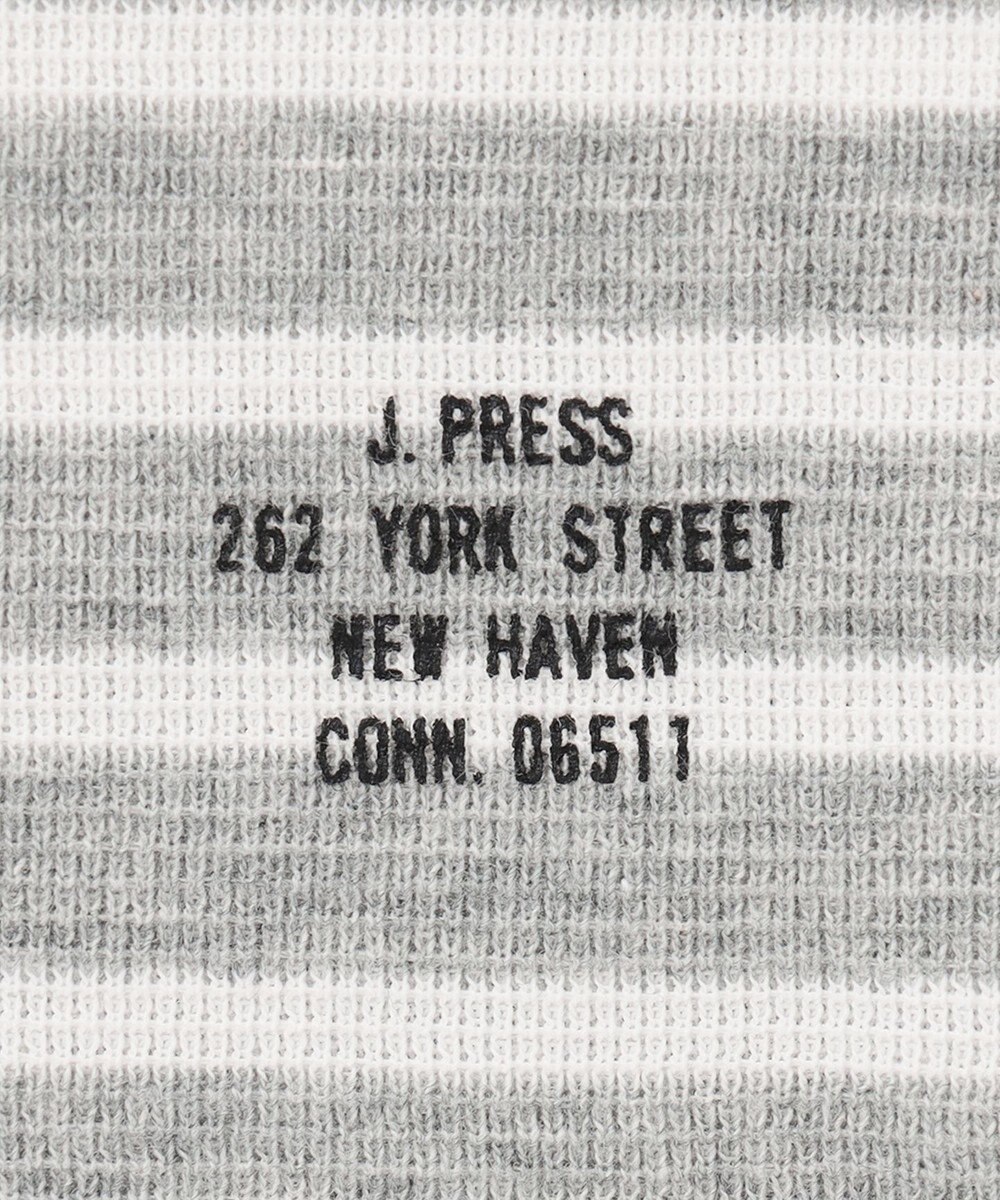 J. PRESS
262 YORK STREET
NEW HAVEN
CONN. 06511